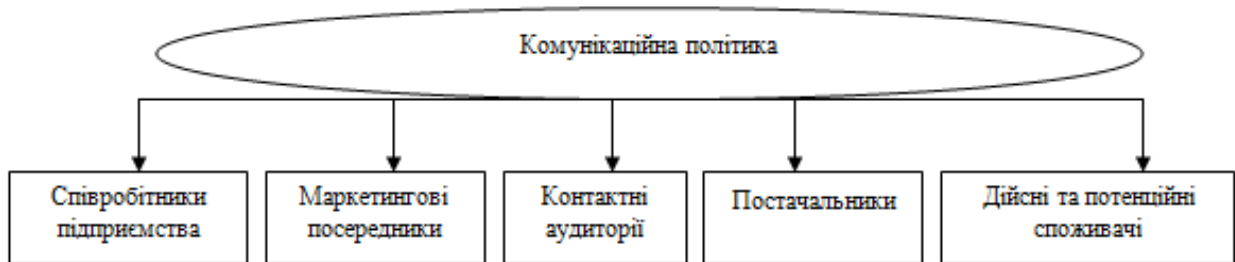 Комунікаційна політика
Співробітники
підприємства
Маркетингові
посередники
Контактні
аудиторії
Постачальники
Дійсні та потенційні
споживачі